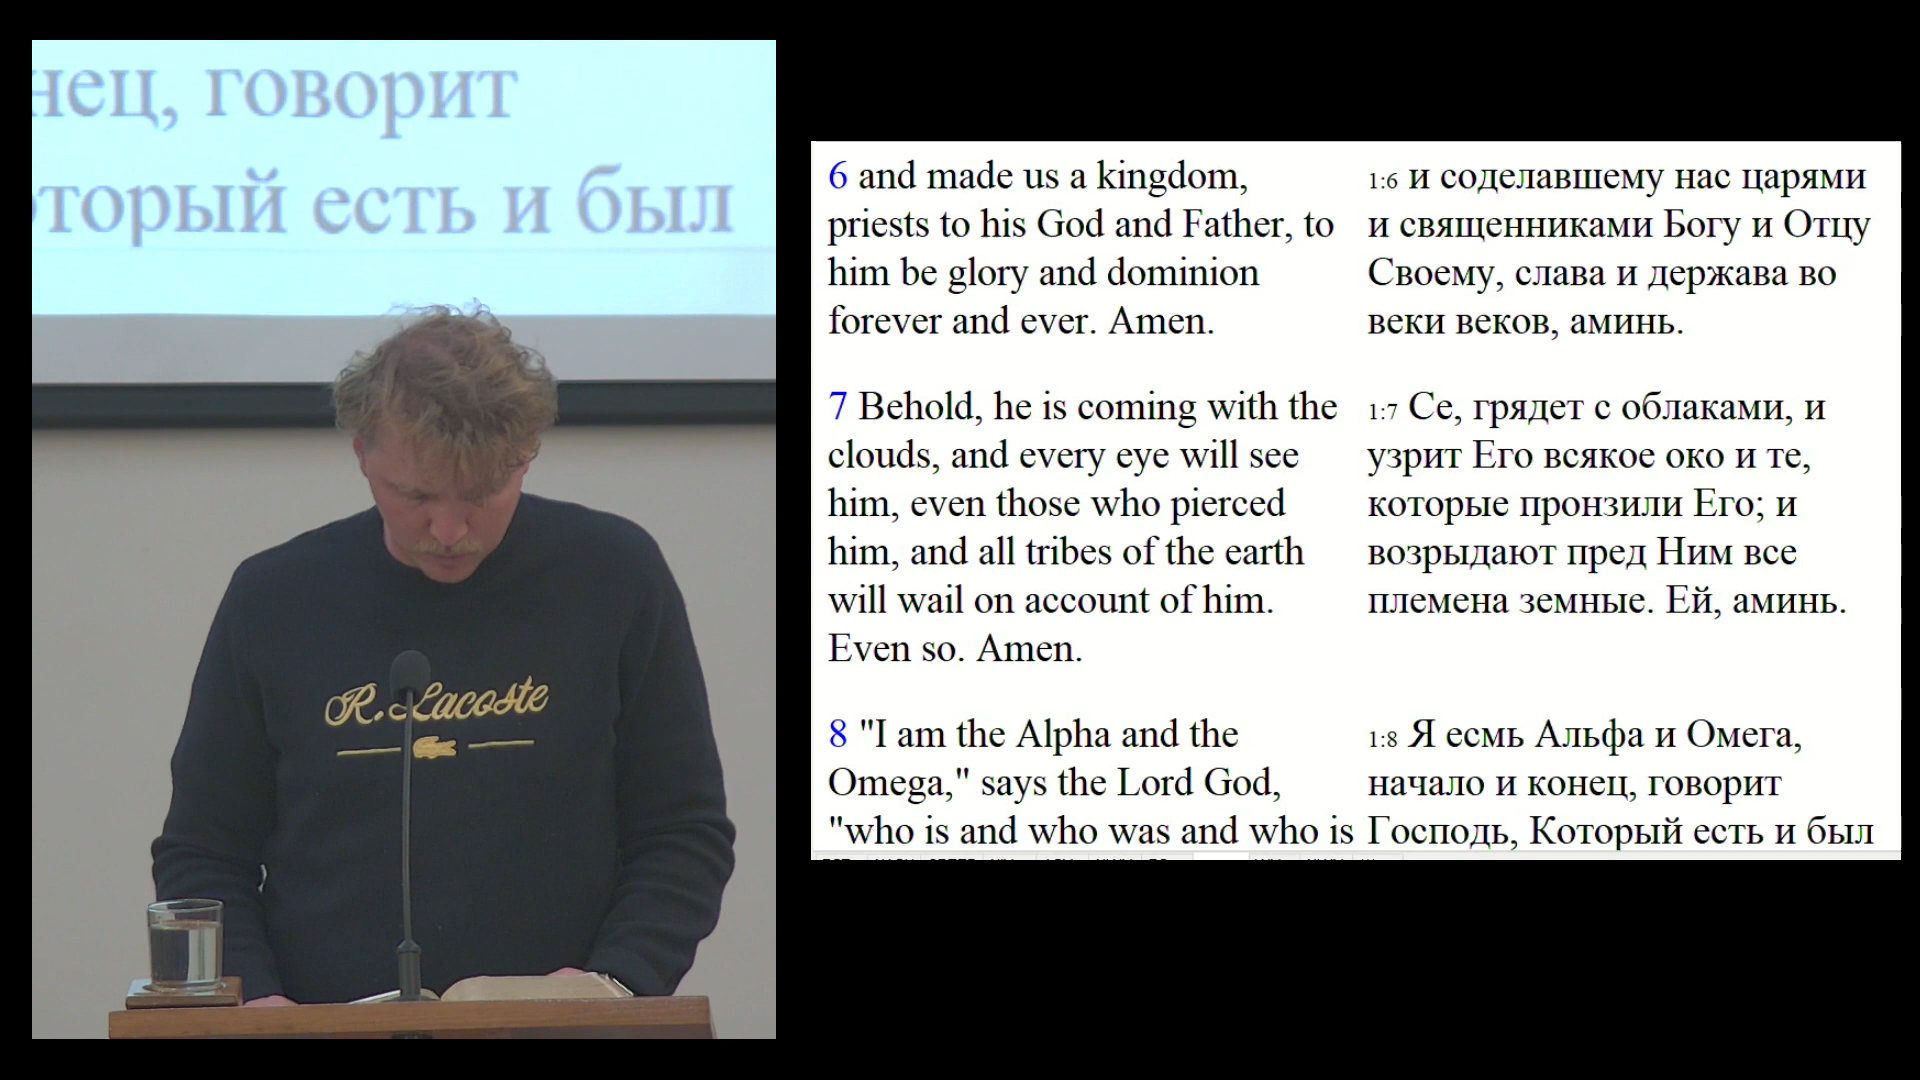 нец, говорит
оторый есть и был
R. Lacoste
6 and made us a kingdom,
priests to his God and Father, to
him be glory and dominion
forever and ever. Amen.
7 Behold, he is coming with the
clouds, and every eye will see
him, even those who pierced
him, and all tribes of the earth
will wail on account of him.
Even so. Amen.
8 "I am the Alpha and the
Omega," says the Lord God,
"who is and who was and who is
1:6 и соделавшему нас царями
и священниками Богу и Отцу
Своему, слава и держава во
веки веков, аминь.
1:7 Се, грядет с облаками, и
узрит Его всякое око и те,
которые пронзили Его; и
возрыдают пред Ним все
племена земные. Ей, аминь.
1:8 Я есмь Альфа и Омега,
начало и конец, говорит
Господь, Который есть и был